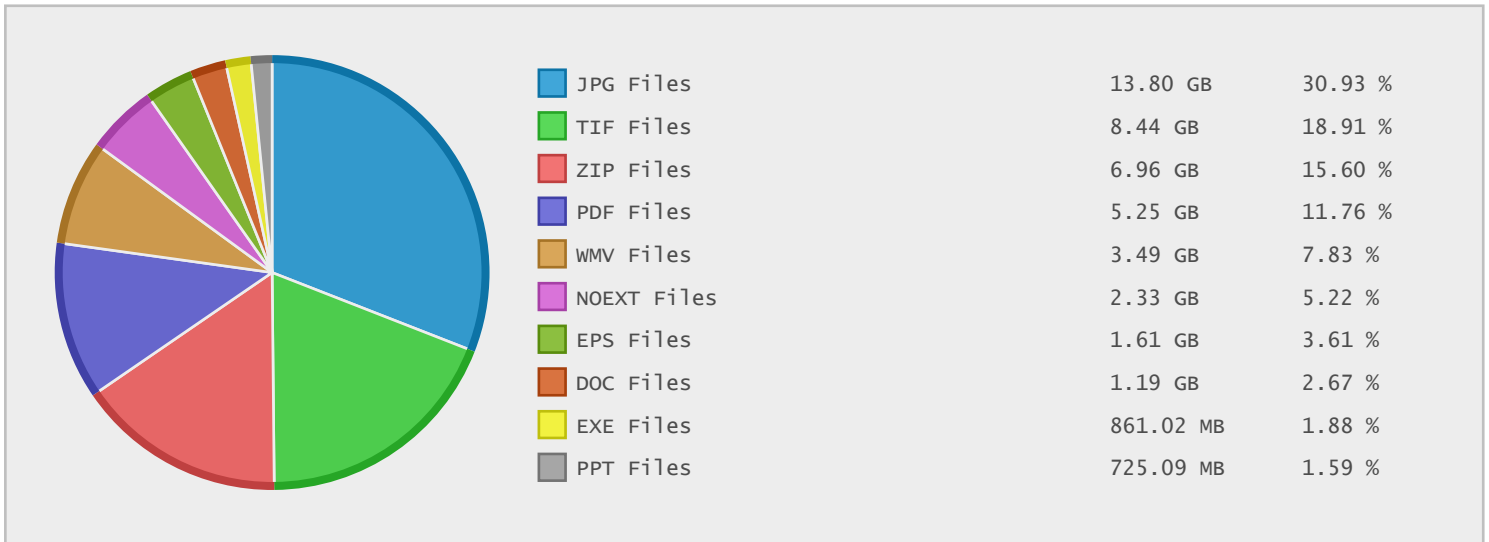 JPG Files 13.80 GB 30.93 %
TIF Files 8.44 GB 18.91 %
ZIP Files 6.96 GB 15.60 %
PDF Files 5.25 GB 11.76 %
WMV Files 3.49 GB 7.83 %
NOEXT Files 2.33 GB 5.22 %
EPS Files 1.61 GB 3.61 %
DOC Files 1.19 GB 2.67 %
EXE Files 861.02 MB 1.88 %
PPT Files 725.09 MB 1.59 %